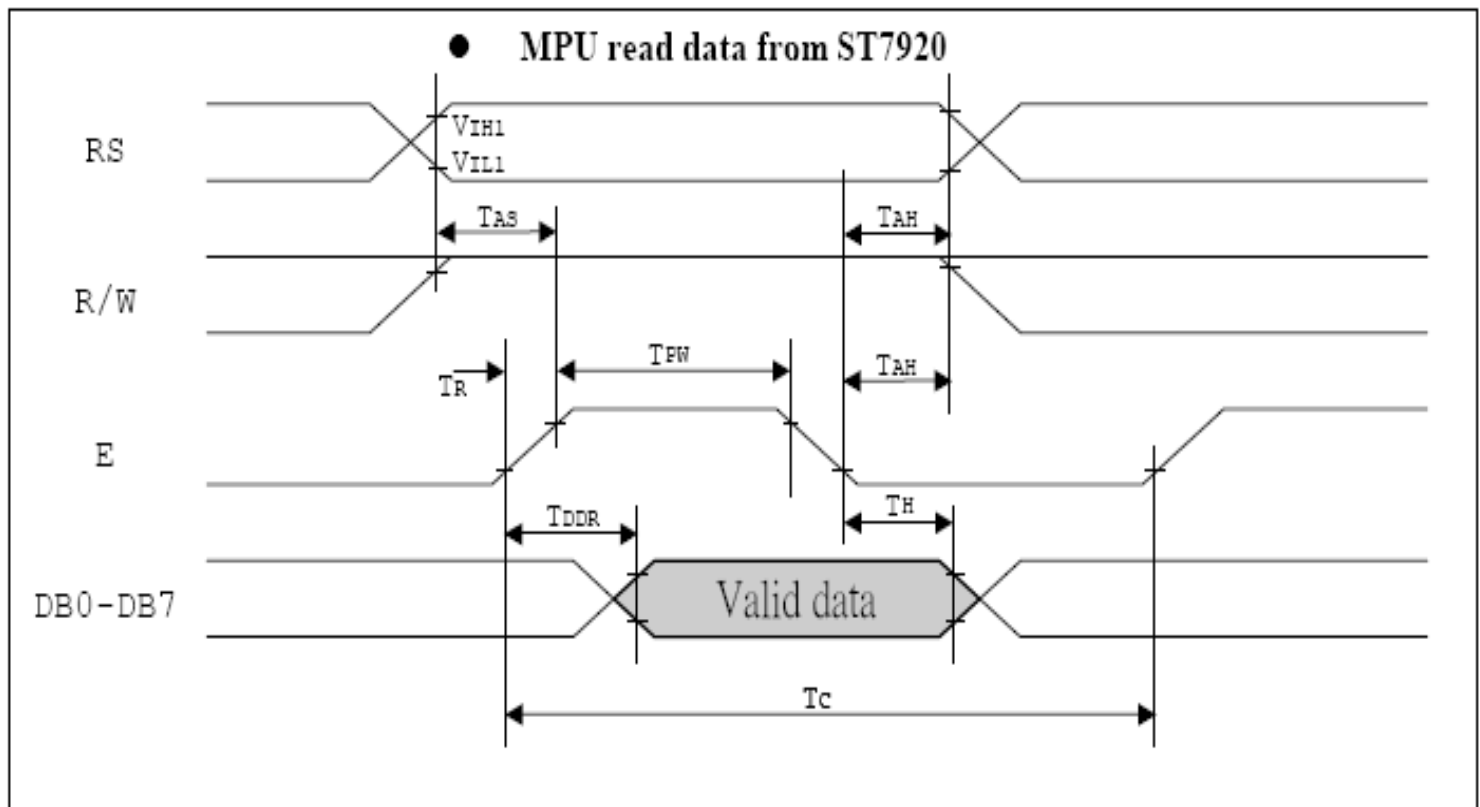 ● MPU read data from ST7920
RS
VIH1
VIL1
TAS
TAH
R/W
TPW
TAH
TR
E
TDDR
TH
DB0-DB7
Valid data
TC